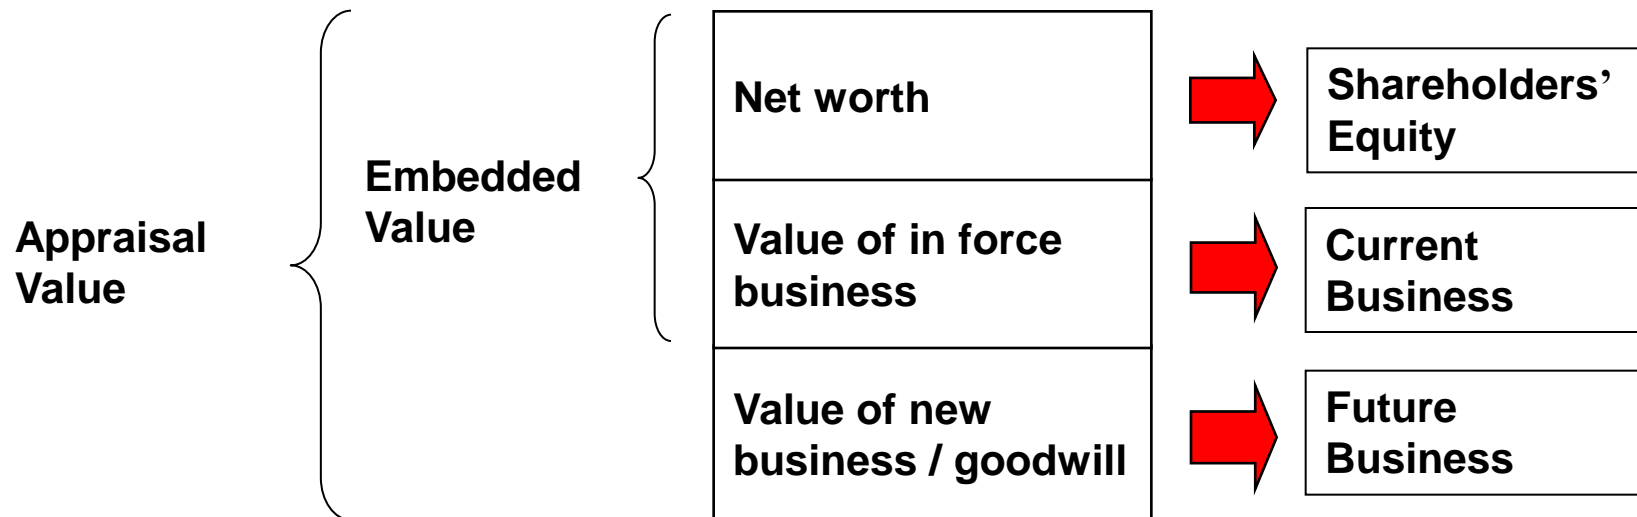 Appraisal
Value
Embedded
Value
Net worth
Shareholders’
Equity
Value of in force
business
Current
Business
Value of new
business / goodwill
Future
Business